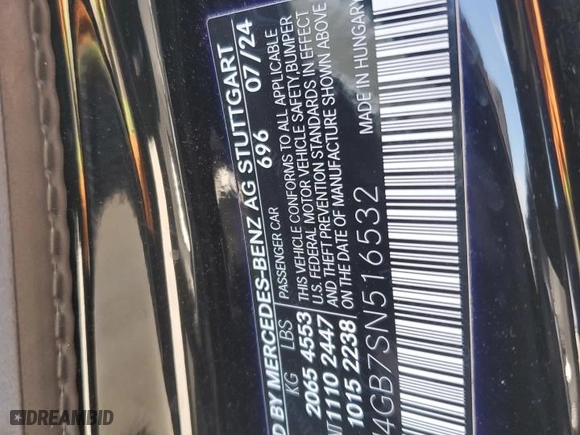 D BY MERCEDES-BENZ AG STUTTGART
696 07/24
KG LBS PASSENGER CAR
2065 4553
1110 2447
1015 2238
THIS VEHICLE CONFORMS TO ALL APPLICABLE
U.S. FEDERAL MOTOR VEHICLE SAFETY BUMPER
AND THEFT PREVENTION STANDARDS IN EFFECT
ON THE DATE OF MANUFACTURE SHOWN ABOVE
MADE IN HUNGARY
4GB7SN516532
DREAMBID